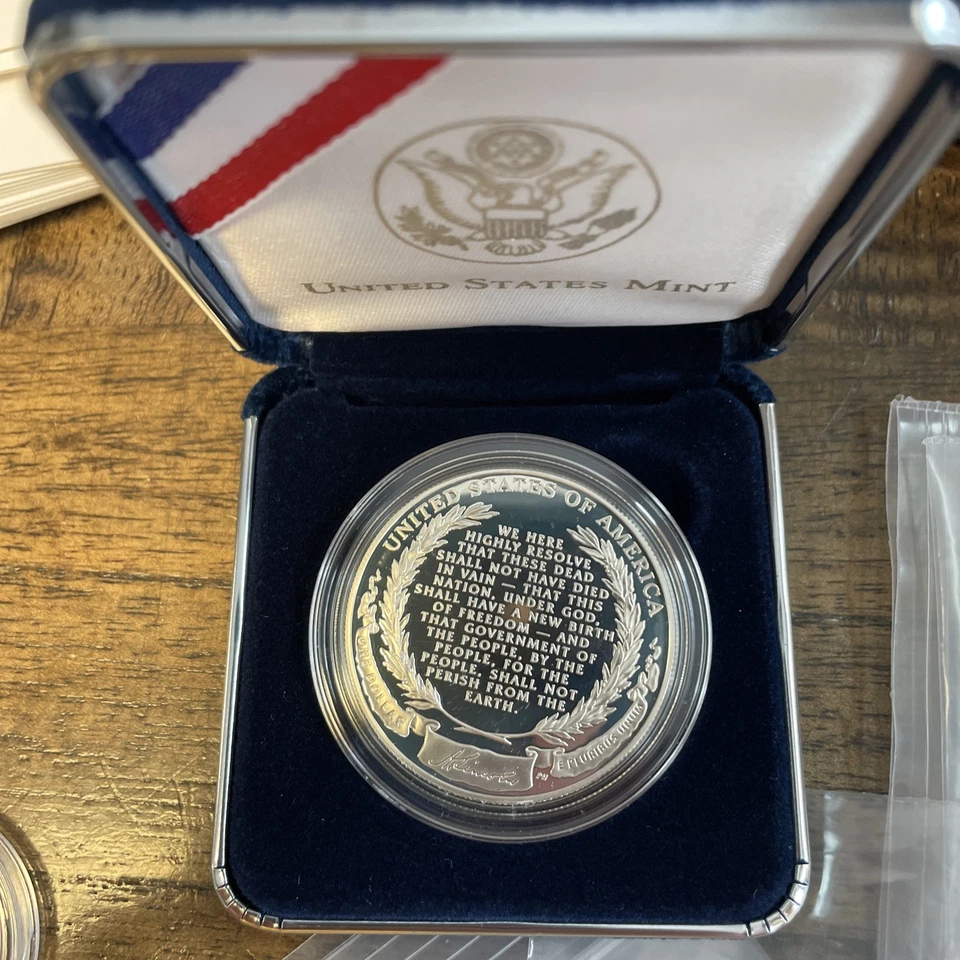 UNITED STATES MINT
UNITED STATES OF AMERICA
WE HERE
HIGHLY RESOLVE
THAT THESE DEAD
SHALL NOT HAVE DIED
IN VAIN — THAT THIS
NATION, UNDER GOD,
SHALL HAVE A NEW BIRTH
OF FREEDOM — AND
THAT GOVERNMENT OF
THE PEOPLE, BY THE
PEOPLE, FOR THE
PEOPLE, SHALL NOT
PERISH FROM THE
EARTH.
DOLLAR
A. Lincoln
E PLURIBUS UNUM